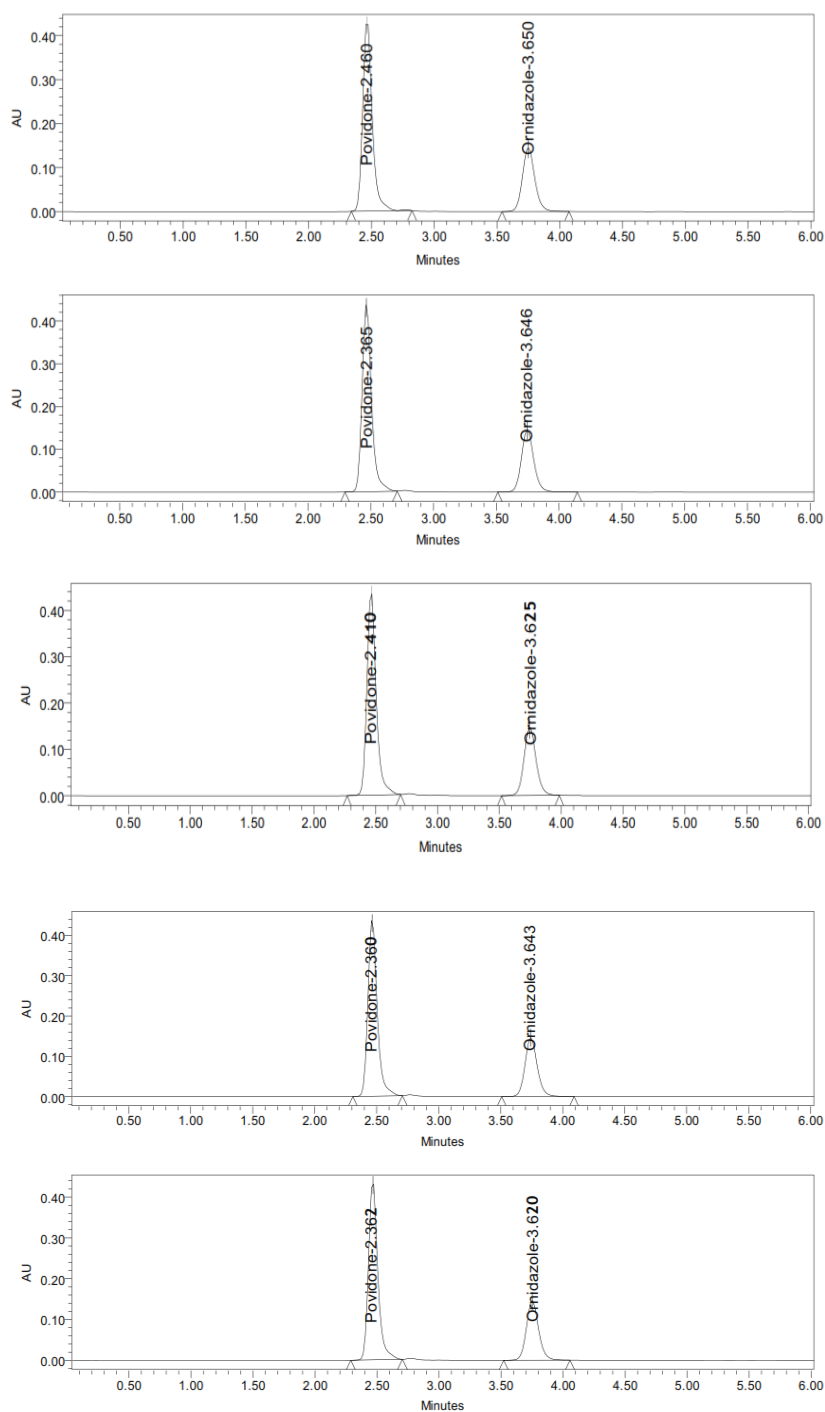 0.40
0.30
0.20
0.10
0.00
AU
Povidone-2.460
Ornidazole-3.650
0.50 1.00 1.50 2.00 2.50 3.00 3.50 4.00 4.50 5.00 5.50 6.00
Minutes
0.40
0.30
0.20
0.10
0.00
AU
Povidone-2.365
Ornidazole-3.646
0.50 1.00 1.50 2.00 2.50 3.00 3.50 4.00 4.50 5.00 5.50 6.00
Minutes
0.40
0.30
0.20
0.10
0.00
AU
Povidone-2.410
Ornidazole-3.625
0.50 1.00 1.50 2.00 2.50 3.00 3.50 4.00 4.50 5.00 5.50 6.00
Minutes
0.40
0.30
0.20
0.10
0.00
AU
Povidone-2.360
Ornidazole-3.643
0.50 1.00 1.50 2.00 2.50 3.00 3.50 4.00 4.50 5.00 5.50 6.00
Minutes
0.40
0.30
0.20
0.10
0.00
AU
Povidone-2.362
Ornidazole-3.620
0.50 1.00 1.50 2.00 2.50 3.00 3.50 4.00 4.50 5.00 5.50 6.00
Minutes